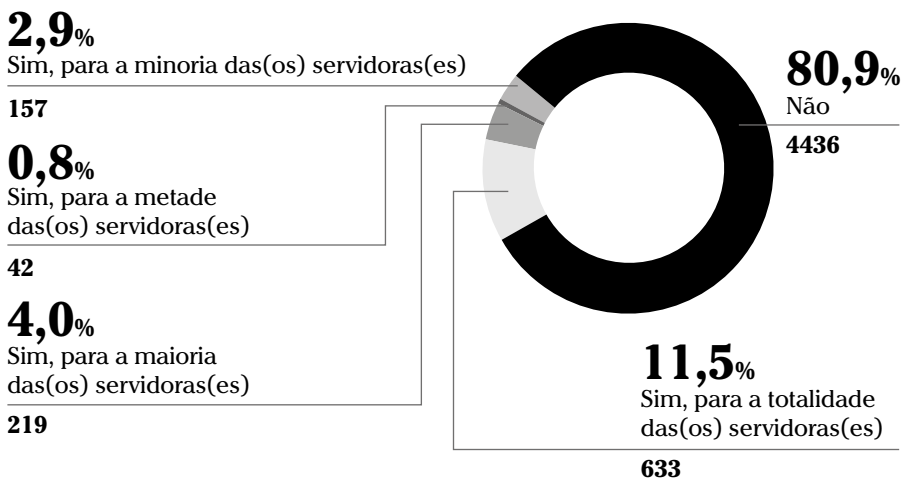 2,9%
Sim, para a minoria das(os) servidoras(es)
157
0,8%
Sim, para a metade
das(os) servidoras(es)
42
4,0%
Sim, para a maioria
das(os) servidoras(es)
219
80,9%
Não
4436
11,5%
Sim, para a totalidade
das(os) servidoras(es)
633